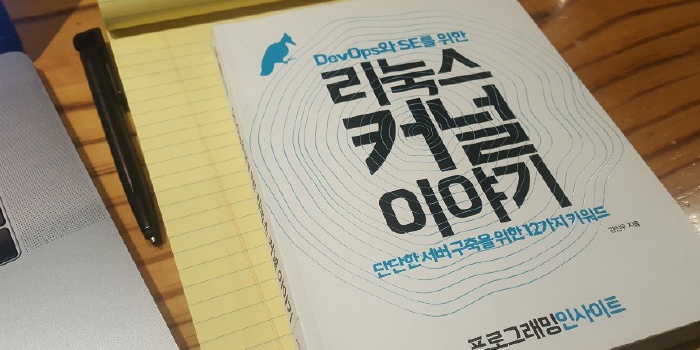 DevOps와 SE를 위한
리눅스
커널
이야기
단단한 서버 구축을 위한 12가지 키워드
강진우 지음
프로그래밍인사이트